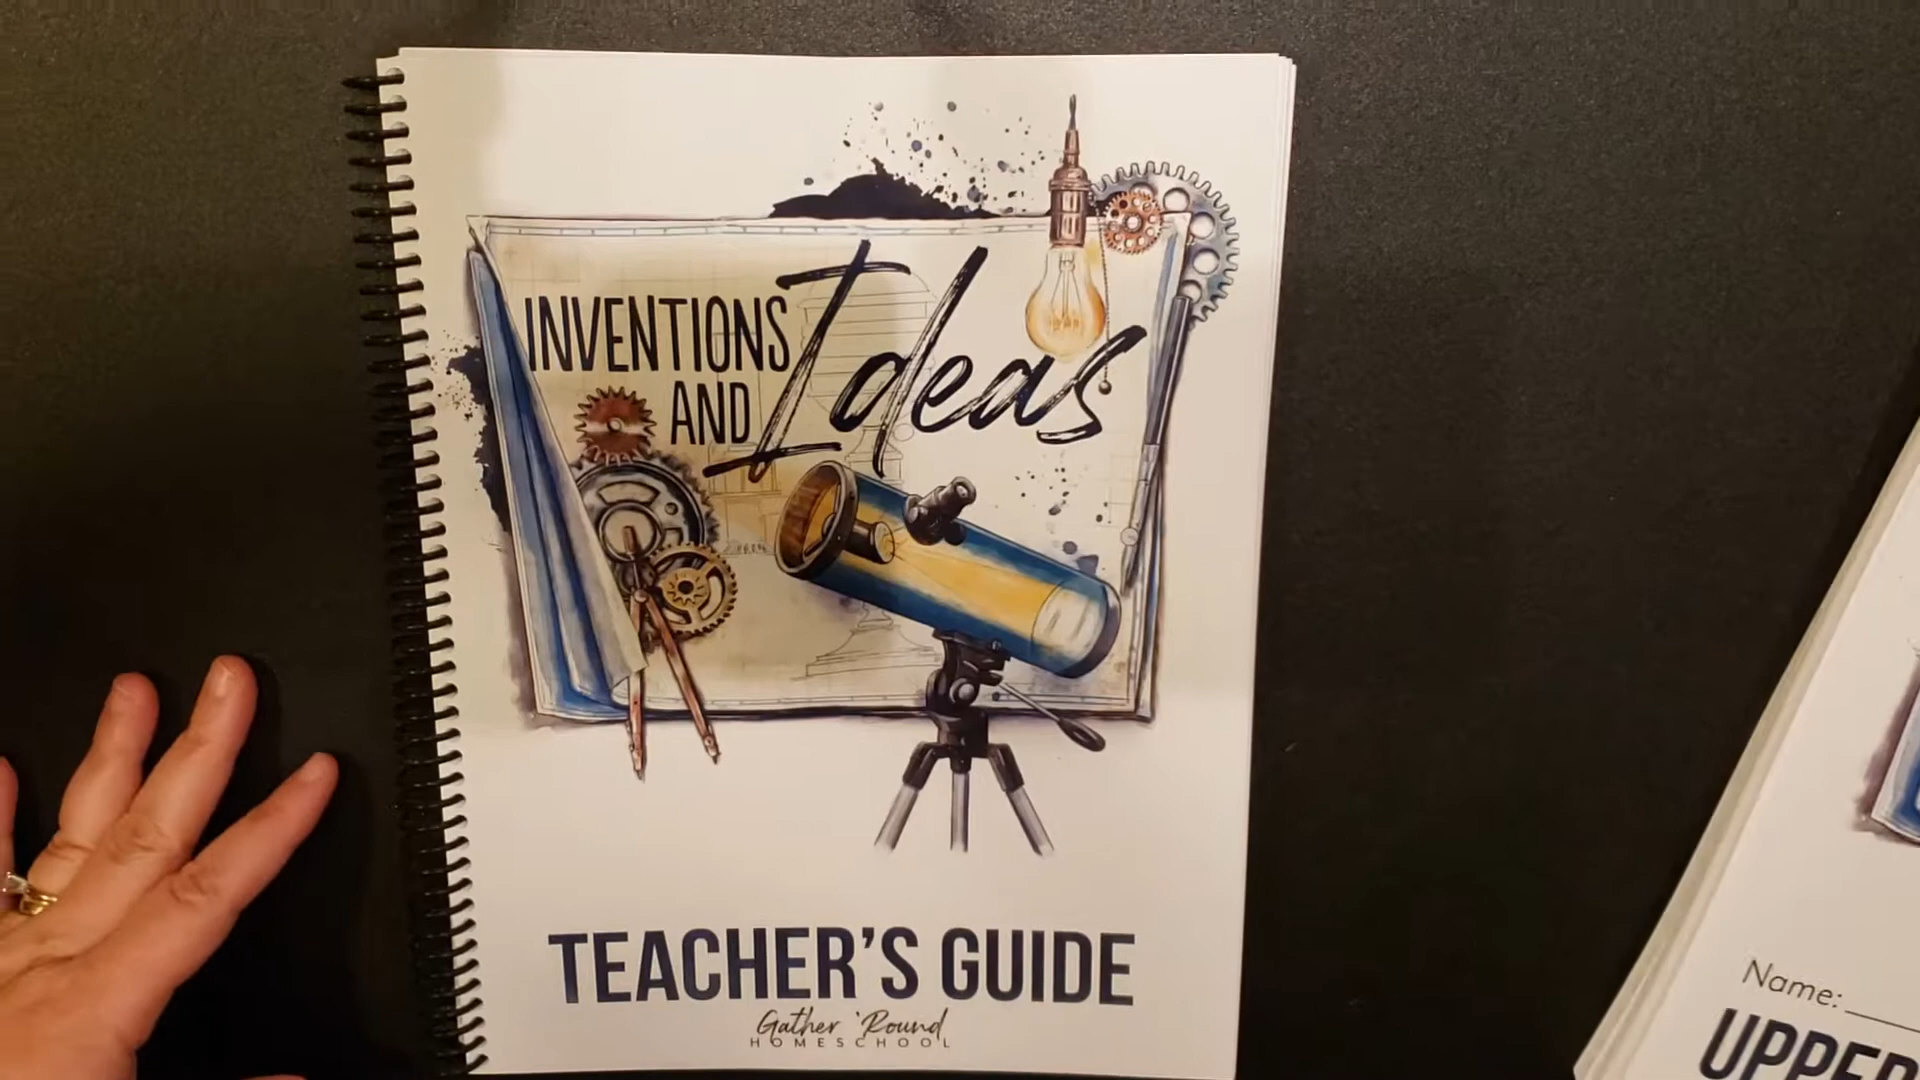 INVENTIONS
AND Ideas
TEACHER'S GUIDE
Gather 'Round
HOMESCHOOL
Name:
UPPER